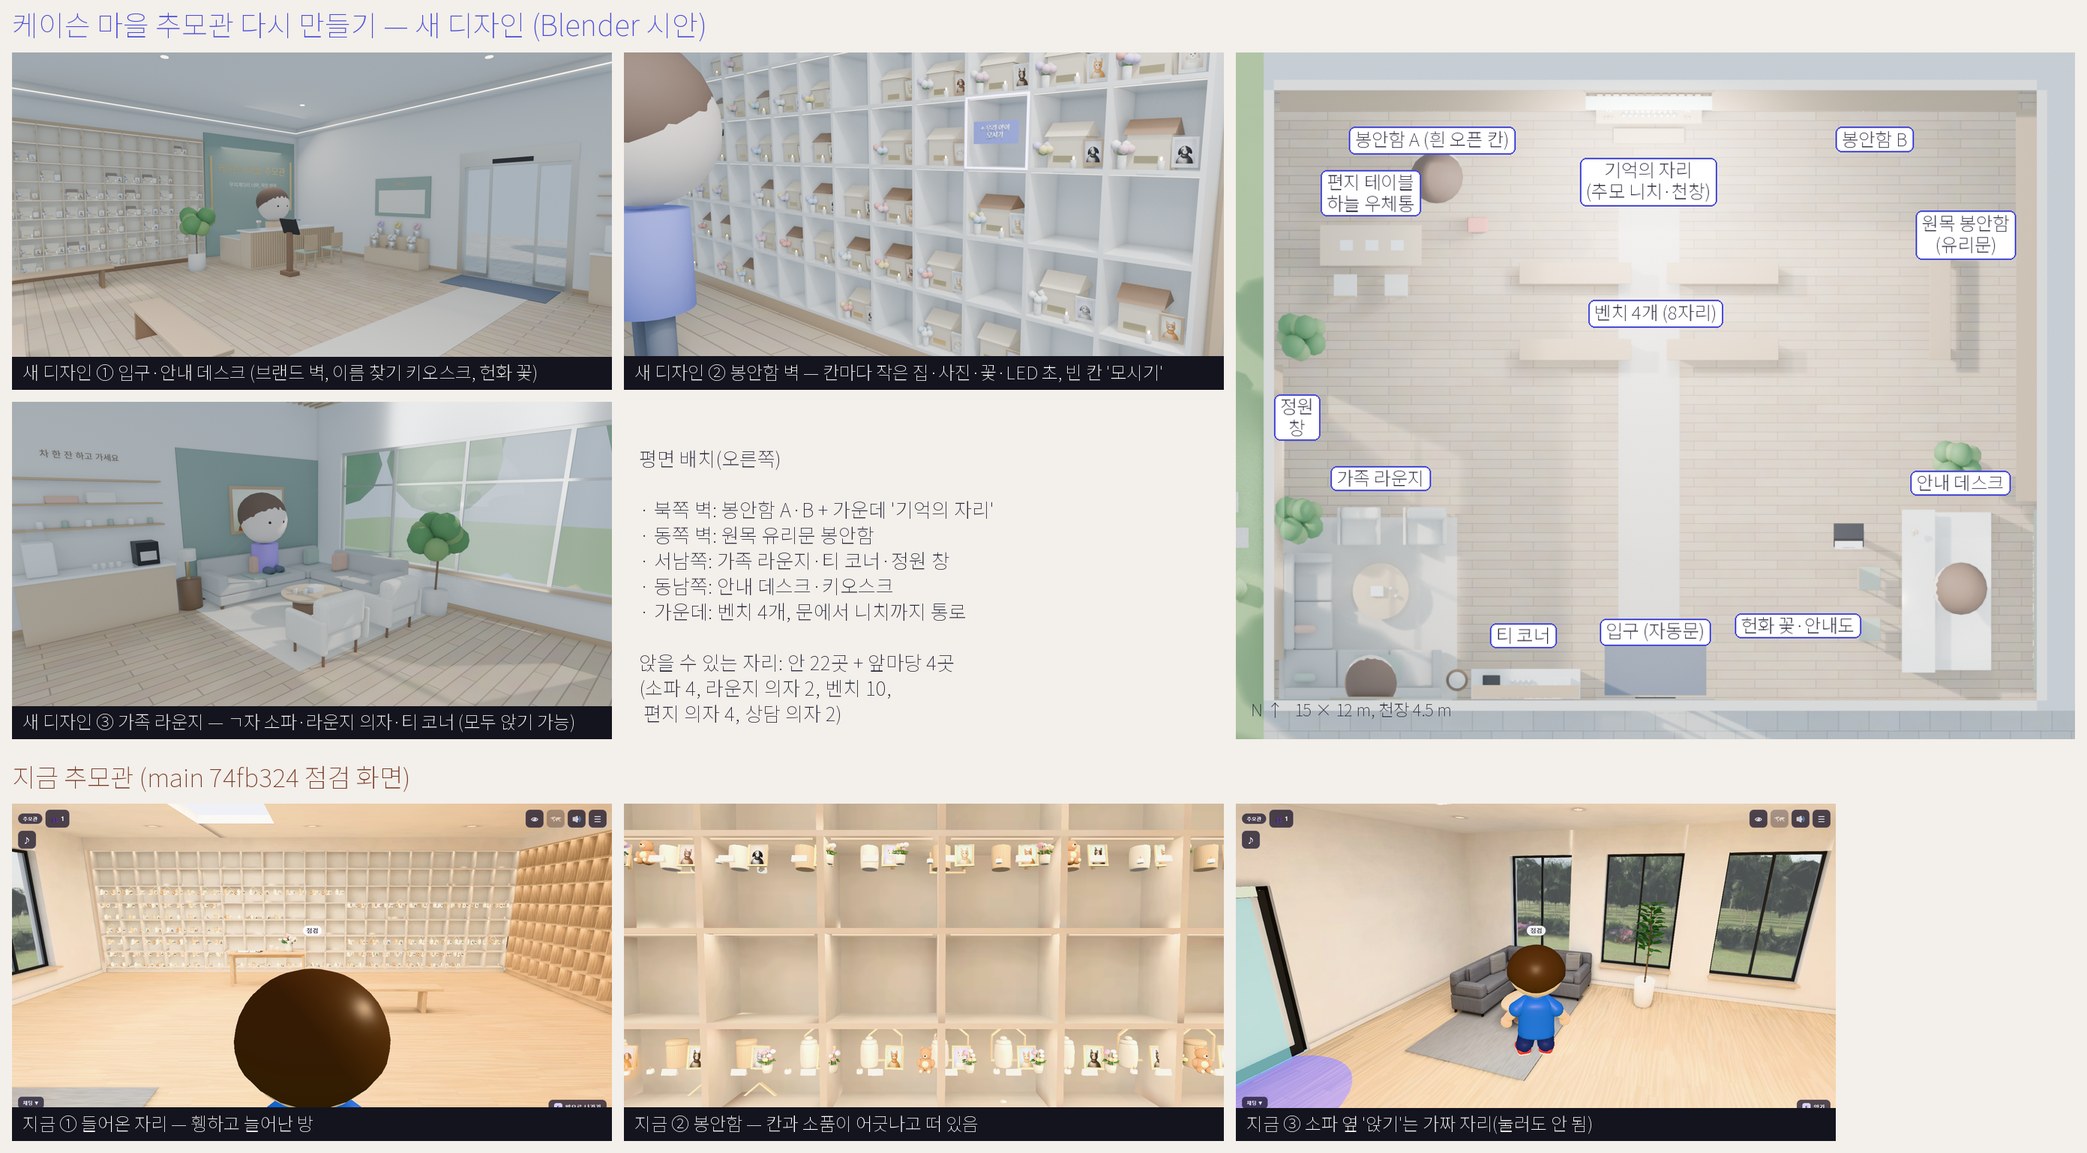 케이슨 마을 추모관 다시 만들기 — 새 디자인 (Blender 시안)
새 디자인 ① 입구·안내 데스크 (브랜드 벽, 이름 찾기 키오스크, 헌화 꽃)
새 디자인 ② 봉안함 벽 — 칸마다 작은 집·사진·꽃·LED 초, 빈 칸 '모시기'
차 한 잔 하고 가세요
새 디자인 ③ 가족 라운지 — ㄱ자 소파·라운지 의자·티 코너 (모두 앉기 가능)
평면 배치(오른쪽)
· 북쪽 벽: 봉안함 A·B + 가운데 '기억의 자리'
· 동쪽 벽: 원목 유리문 봉안함
· 서남쪽: 가족 라운지·티 코너·정원 창
· 동남쪽: 안내 데스크·키오스크
· 가운데: 벤치 4개, 문에서 니치까지 통로
앉을 수 있는 자리: 안 22곳 + 앞마당 4곳
(소파 4, 라운지 의자 2, 벤치 10,
편지 의자 4, 상담 의자 2)
봉안함 A (흰 오픈 칸)
봉안함 B
편지 테이블
하늘 우체통
기억의 자리
(추모 니치·천창)
원목 봉안함
(유리문)
벤치 4개 (8자리)
정원
창
가족 라운지
안내 데스크
티 코너
입구 (자동문)
헌화 꽃·안내도
N ↑ 15 × 12 m, 천장 4.5 m
지금 추모관 (main 74fb324 점검 화면)
추모관
1
점검
채팅
지금 ① 들어온 자리 — 휑하고 늘어난 방
지금 ② 봉안함 — 칸과 소품이 어긋나고 떠 있음
추모관
1
점검
채팅
지금 ③ 소파 옆 '앉기'는 가짜 자리(눌러도 안 됨)